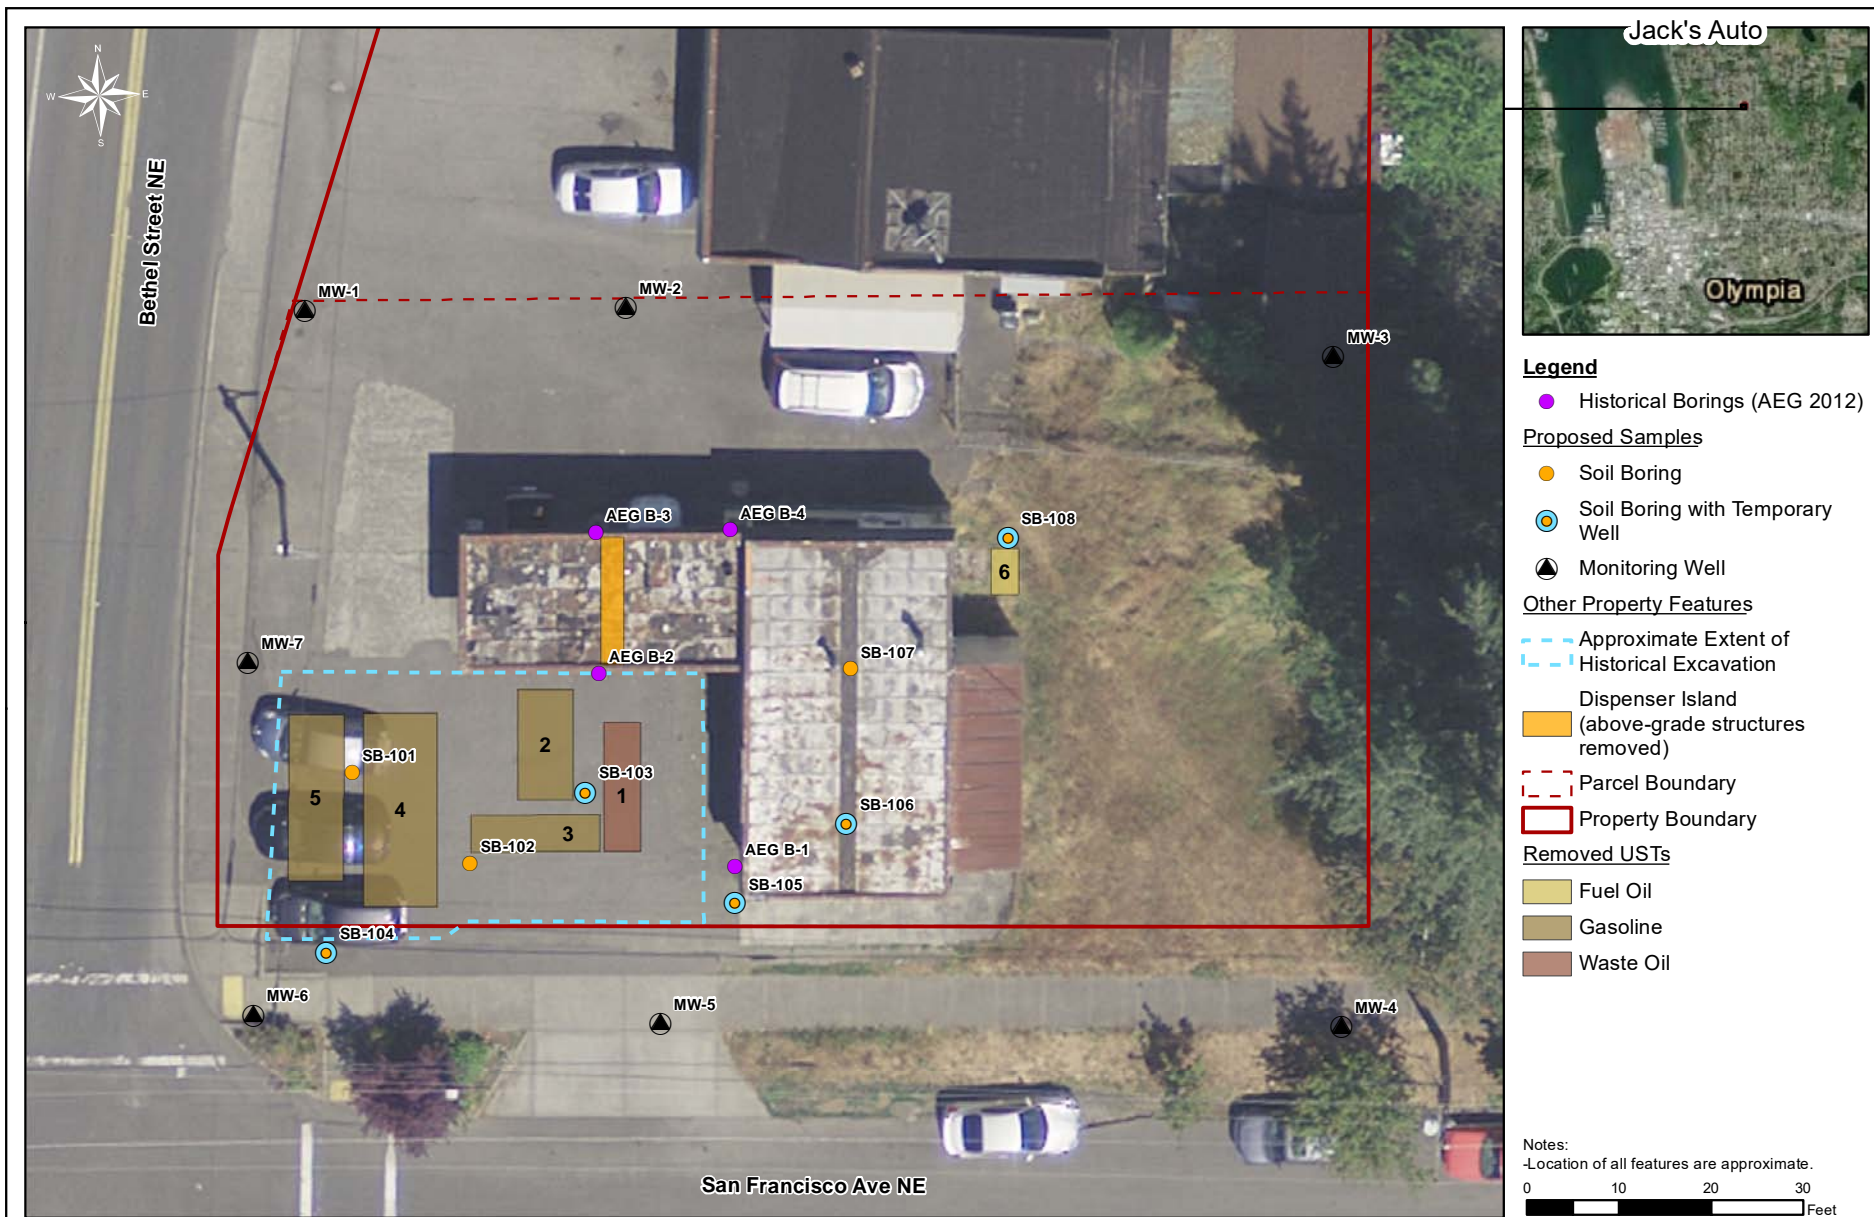 Jack's Auto
N
W
E
S
Bethel Street NE
Olympia
MW-1
MW-2
MW-3
Legend
Historical Borings (AEG 2012)
Proposed Samples
Soil Boring
Soil Boring with Temporary
Well
Monitoring Well
Other Property Features
Approximate Extent of
Historical Excavation
Dispenser Island
(above-grade structures
removed)
Parcel Boundary
Property Boundary
Removed USTs
Fuel Oil
Gasoline
Waste Oil
AEG B-3
AEG B-4
SB-108
6
MW-7
AEG B-2
SB-107
2
SB-101
SB-103
5
4
1
3
SB-106
SB-102
AEG B-1
SB-105
SB-104
MW-6
MW-5
MW-4
San Francisco Ave NE
Notes:
-Location of all features are approximate.
0 10 20 30
Feet